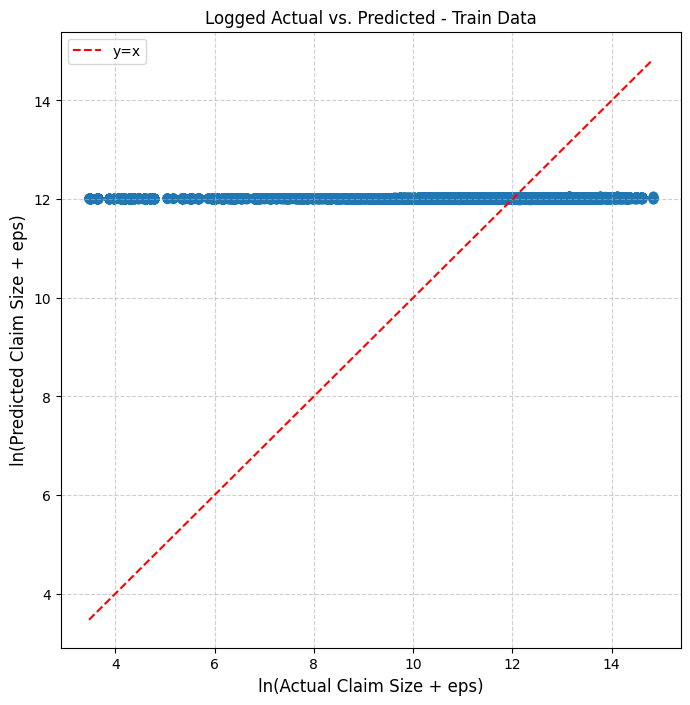 Logged Actual vs. Predicted - Train Data
y=x
14
12
10
8
6
4
ln(Predicted Claim Size + eps)
4 6 8 10 12 14
ln(Actual Claim Size + eps)